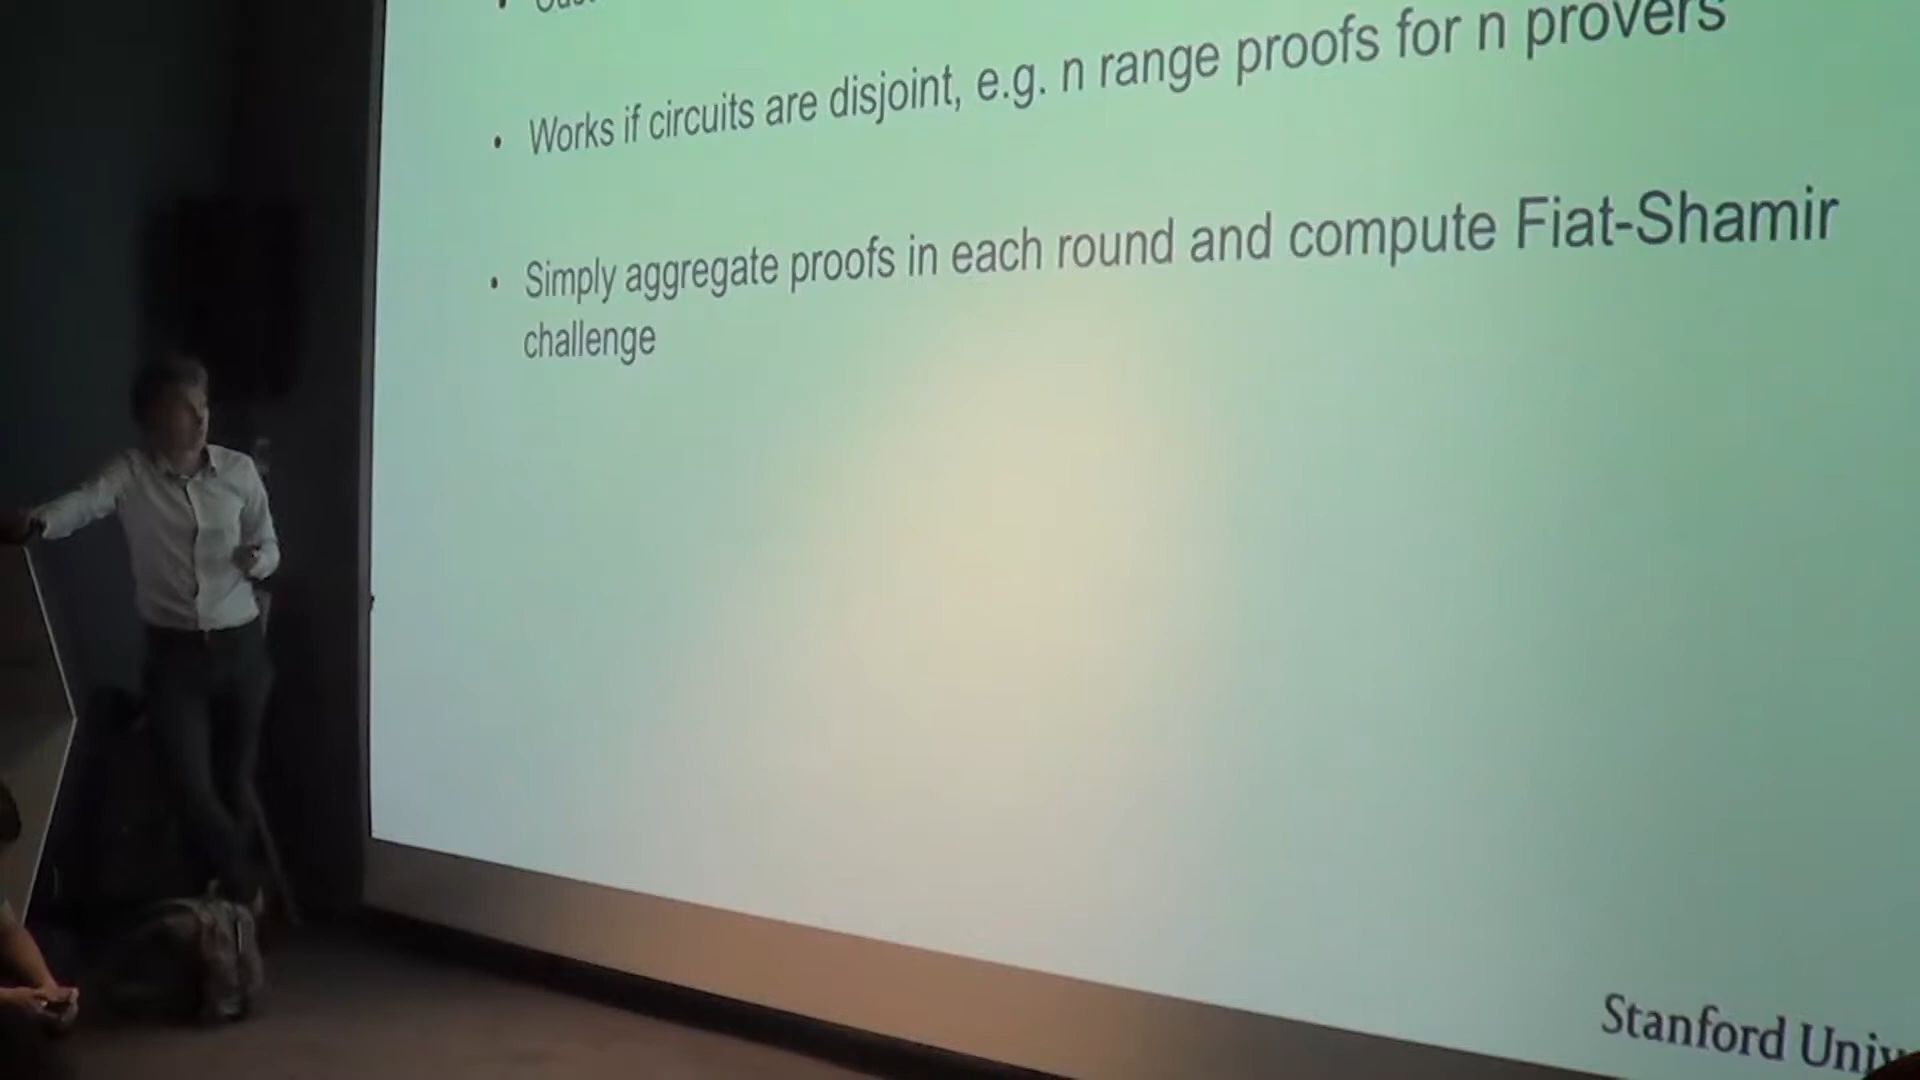 • Works if circuits are disjoint, e.g. n range proofs for n provers
• Simply aggregate proofs in each round and compute Fiat-Shamir
challenge
Stanford